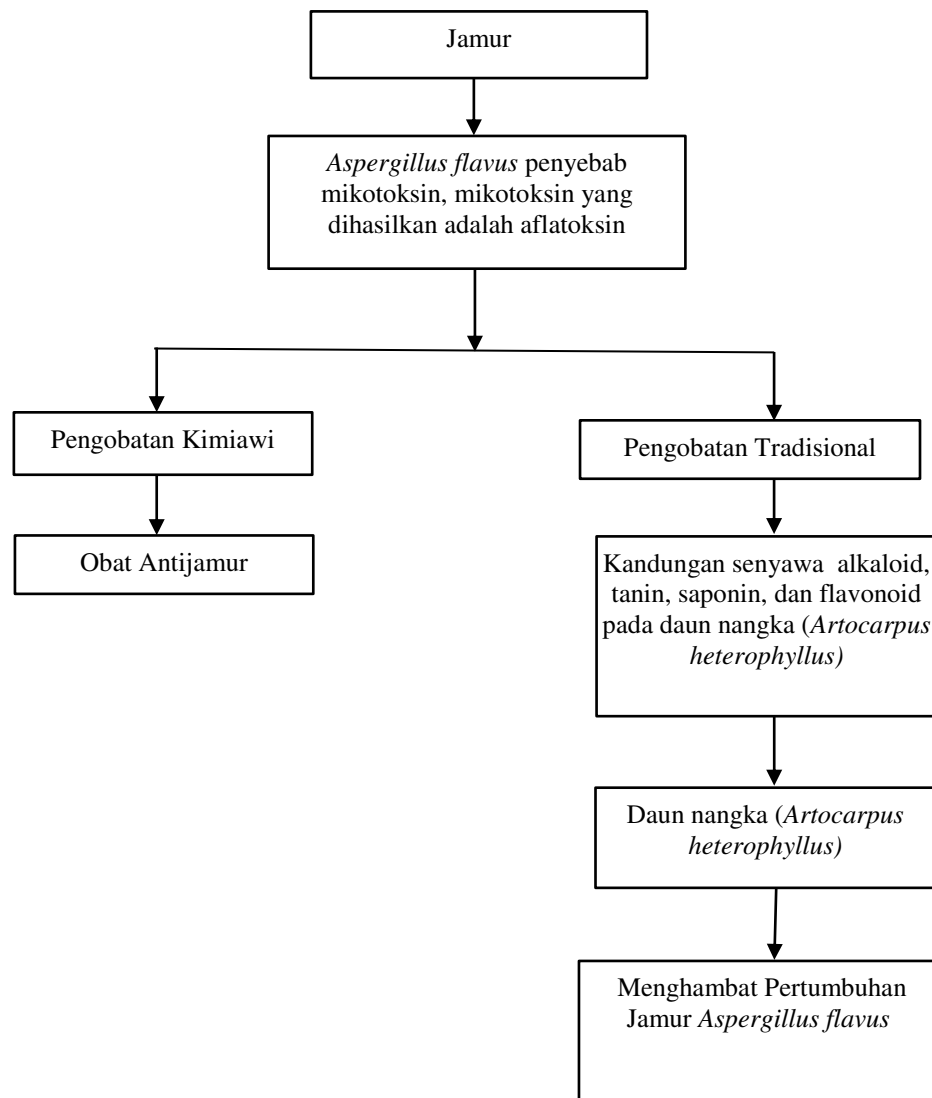 Jamur
Aspergillus flavus penyebab
mikotoksin, mikotoksin yang
dihasilkan adalah aflatoksin
Pengobatan Kimiawi
Pengobatan Tradisional
Obat Antijamur
Kandungan senyawa alkaloid,
tanin, saponin, dan flavonoid
pada daun nangka (Artocarpus
heterophyllus)
Daun nangka (Artocarpus
heterophyllus)
Menghambat Pertumbuhan
Jamur Aspergillus flavus